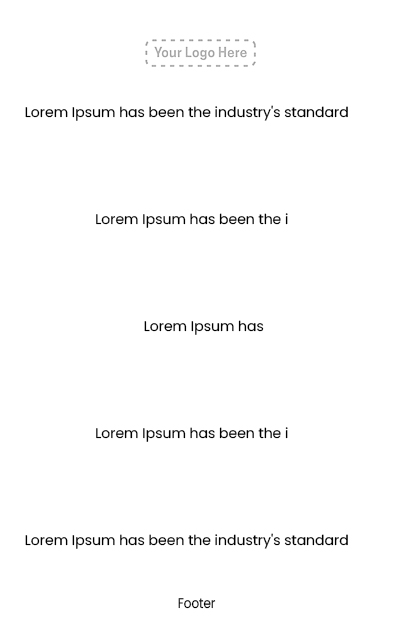 Your Logo Here
Lorem Ipsum has been the industry's standard
Lorem Ipsum has been the i
Lorem Ipsum has
Lorem Ipsum has been the i
Lorem Ipsum has been the industry's standard
Footer